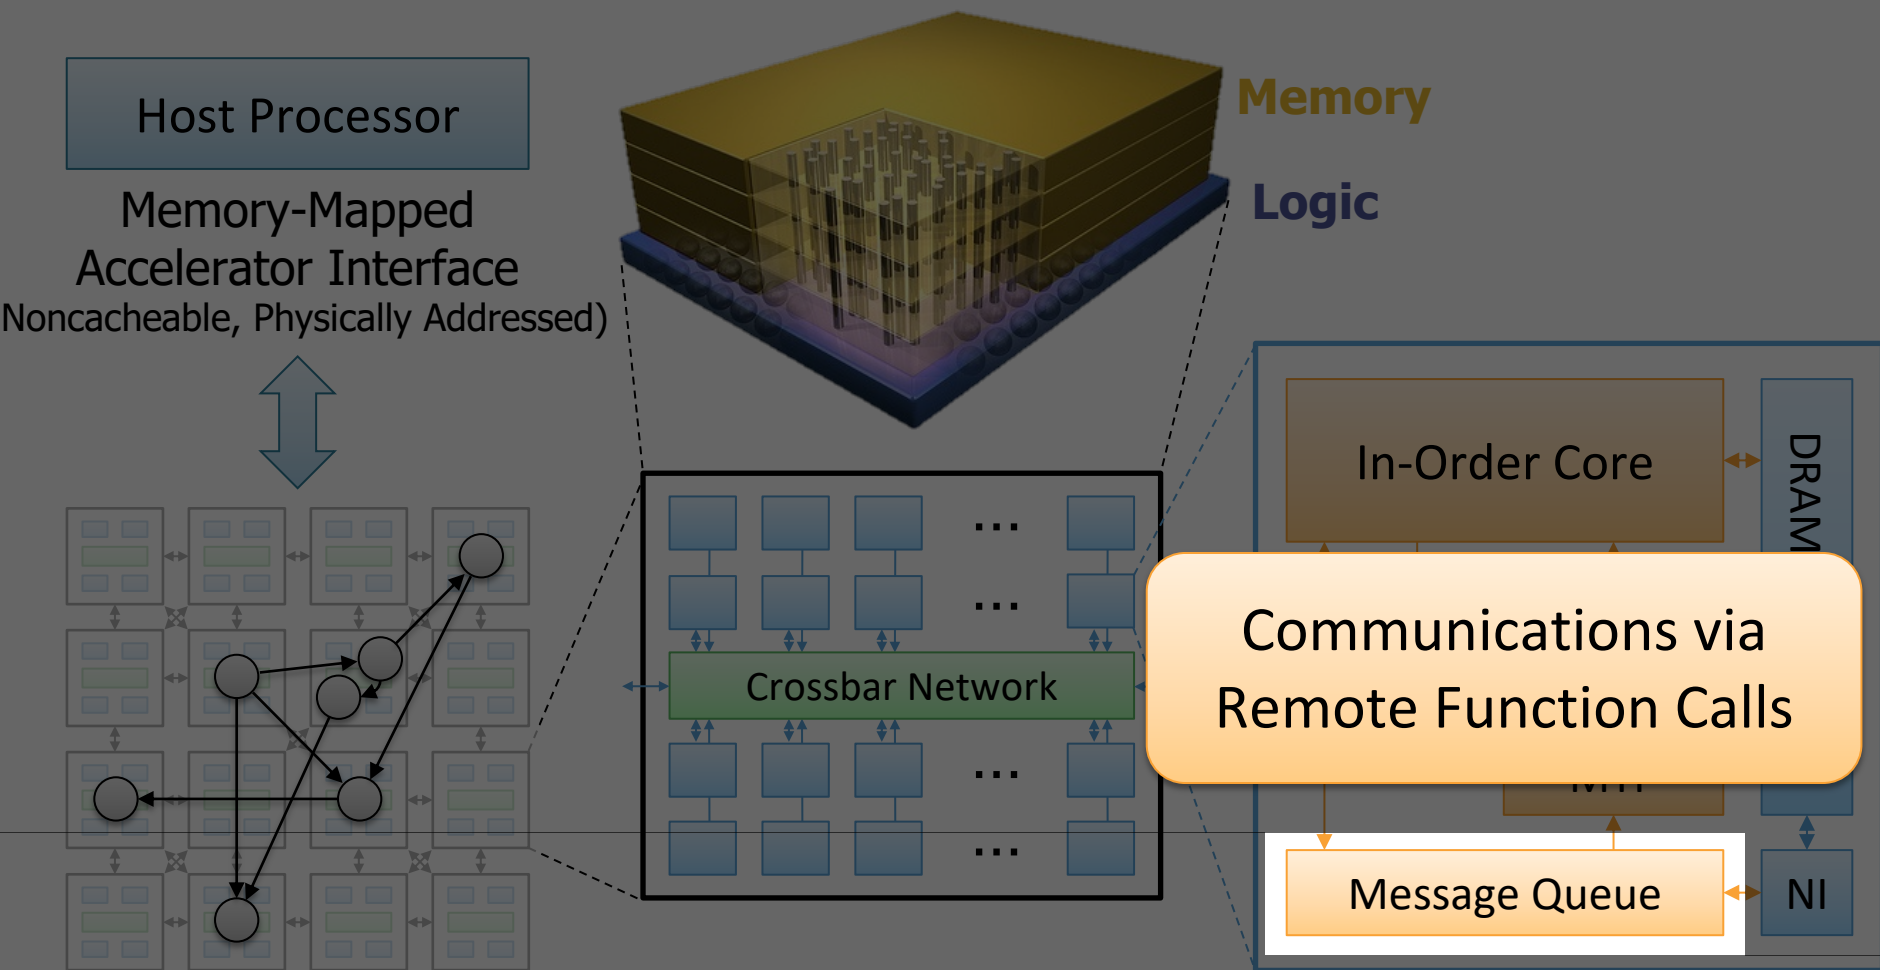 Host Processor
Memory-Mapped
Accelerator Interface
Noncacheable, Physically Addressed)
Memory
Logic
...
...
Crossbar Network
...
...
In-Order Core
DRAM
Communications via
Remote Function Calls
Message Queue
NI